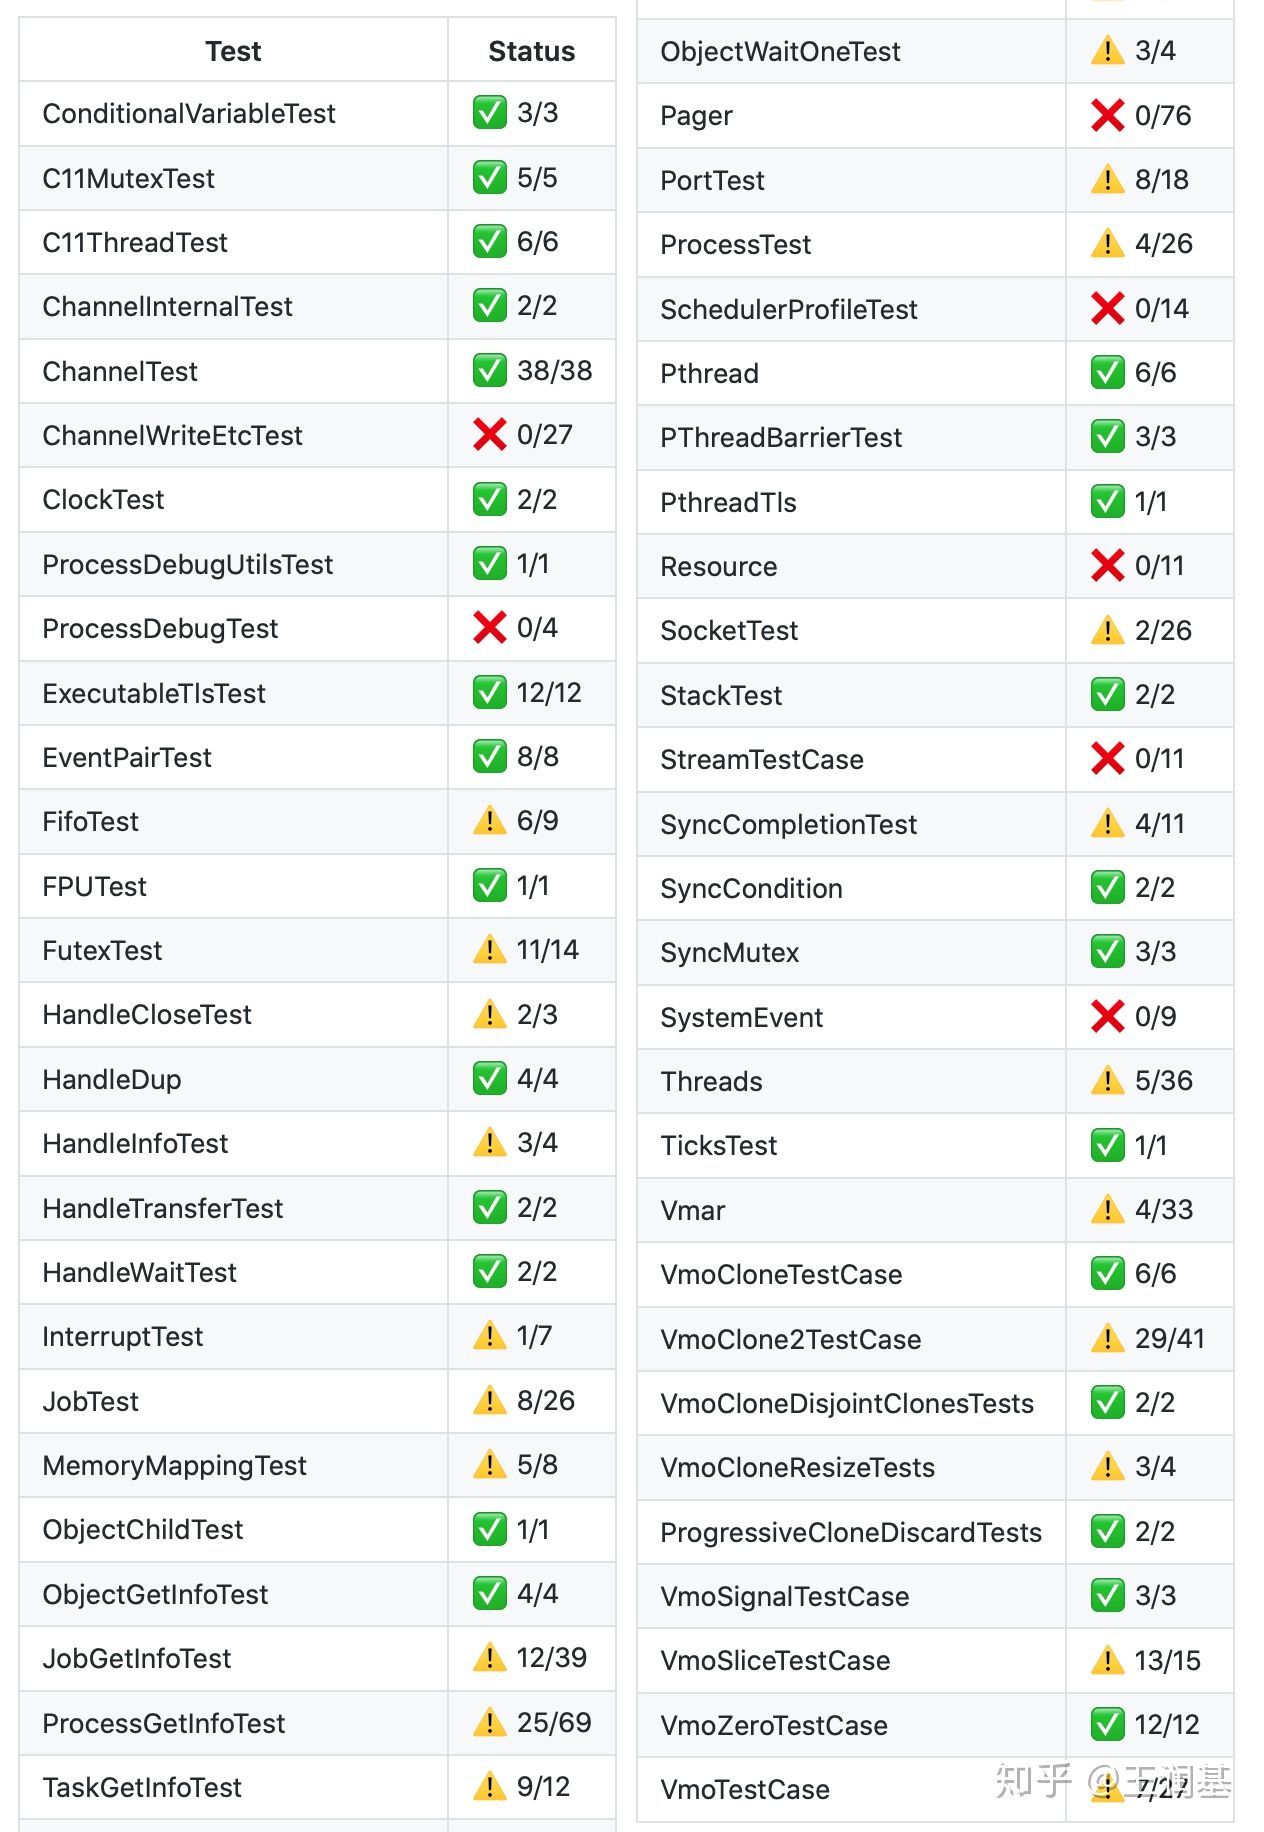 Test Status
ConditionalVariableTest ✅ 3/3
C11MutexTest ✅ 5/5
C11ThreadTest ✅ 6/6
ChannelInternalTest ✅ 2/2
ChannelTest ✅ 38/38
ChannelWriteEtcTest ❌ 0/27
ClockTest ✅ 2/2
ProcessDebugUtilsTest ✅ 1/1
ProcessDebugTest ❌ 0/4
ExecutableTlsTest ✅ 12/12
EventPairTest ✅ 8/8
FifoTest ⚠️ 6/9
FPUTest ✅ 1/1
FutexTest ⚠️ 11/14
HandleCloseTest ⚠️ 2/3
HandleDup ✅ 4/4
HandleInfoTest ⚠️ 3/4
HandleTransferTest ✅ 2/2
HandleWaitTest ✅ 2/2
InterruptTest ⚠️ 1/7
JobTest ⚠️ 8/26
MemoryMappingTest ⚠️ 5/8
ObjectChildTest ✅ 1/1
ObjectGetInfoTest ✅ 4/4
JobGetInfoTest ⚠️ 12/39
ProcessGetInfoTest ⚠️ 25/69
TaskGetInfoTest ⚠️ 9/12
ObjectWaitOneTest ⚠️ 3/4
Pager ❌ 0/76
PortTest ⚠️ 8/18
ProcessTest ⚠️ 4/26
SchedulerProfileTest ❌ 0/14
Pthread ✅ 6/6
PThreadBarrierTest ✅ 3/3
PthreadTls ✅ 1/1
Resource ❌ 0/11
SocketTest ⚠️ 2/26
StackTest ✅ 2/2
StreamTestCase ❌ 0/11
SyncCompletionTest ⚠️ 4/11
SyncCondition ✅ 2/2
SyncMutex ✅ 3/3
SystemEvent ❌ 0/9
Threads ⚠️ 5/36
TicksTest ✅ 1/1
Vmar ⚠️ 4/33
VmoCloneTestCase ✅ 6/6
VmoClone2TestCase ⚠️ 29/41
VmoCloneDisjointClonesTests ✅ 2/2
VmoCloneResizeTests ⚠️ 3/4
ProgressiveCloneDiscardTests ✅ 2/2
VmoSignalTestCase ✅ 3/3
VmoSliceTestCase ⚠️ 13/15
VmoZeroTestCase ✅ 12/12
VmoTestCase ⚠️ 7/27
知乎 @王润基